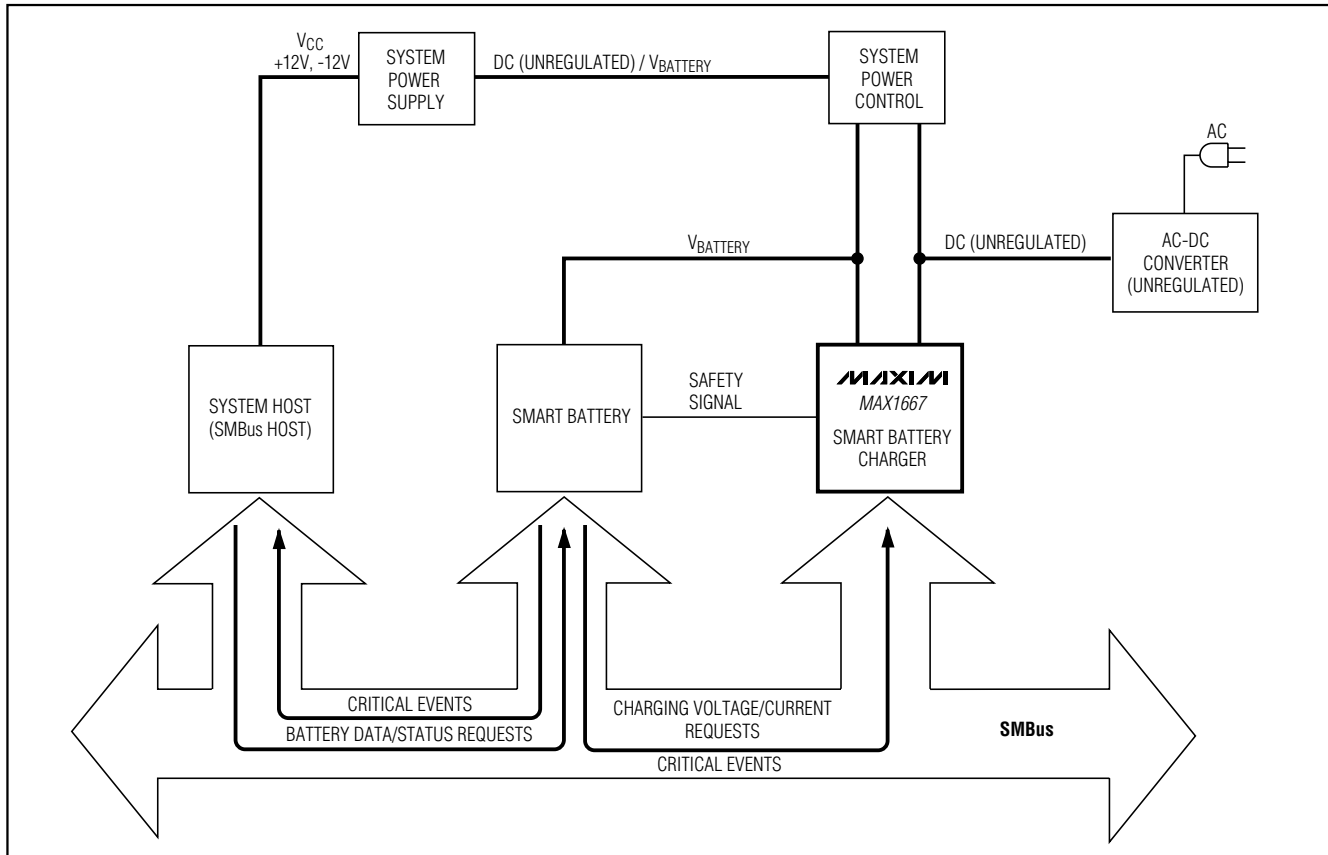 VCC
+12V, -12V
SYSTEM
POWER
SUPPLY
DC (UNREGULATED) / VBATTERY
SYSTEM
POWER
CONTROL
AC
VBATTERY
DC (UNREGULATED)
AC-DC
CONVERTER
(UNREGULATED)
SYSTEM HOST
(SMBus HOST)
SMART BATTERY
SAFETY
SIGNAL
MAXIM
MAX1667
SMART BATTERY
CHARGER
CRITICAL EVENTS
BATTERY DATA/STATUS REQUESTS
CHARGING VOLTAGE/CURRENT
REQUESTS
CRITICAL EVENTS
SMBus